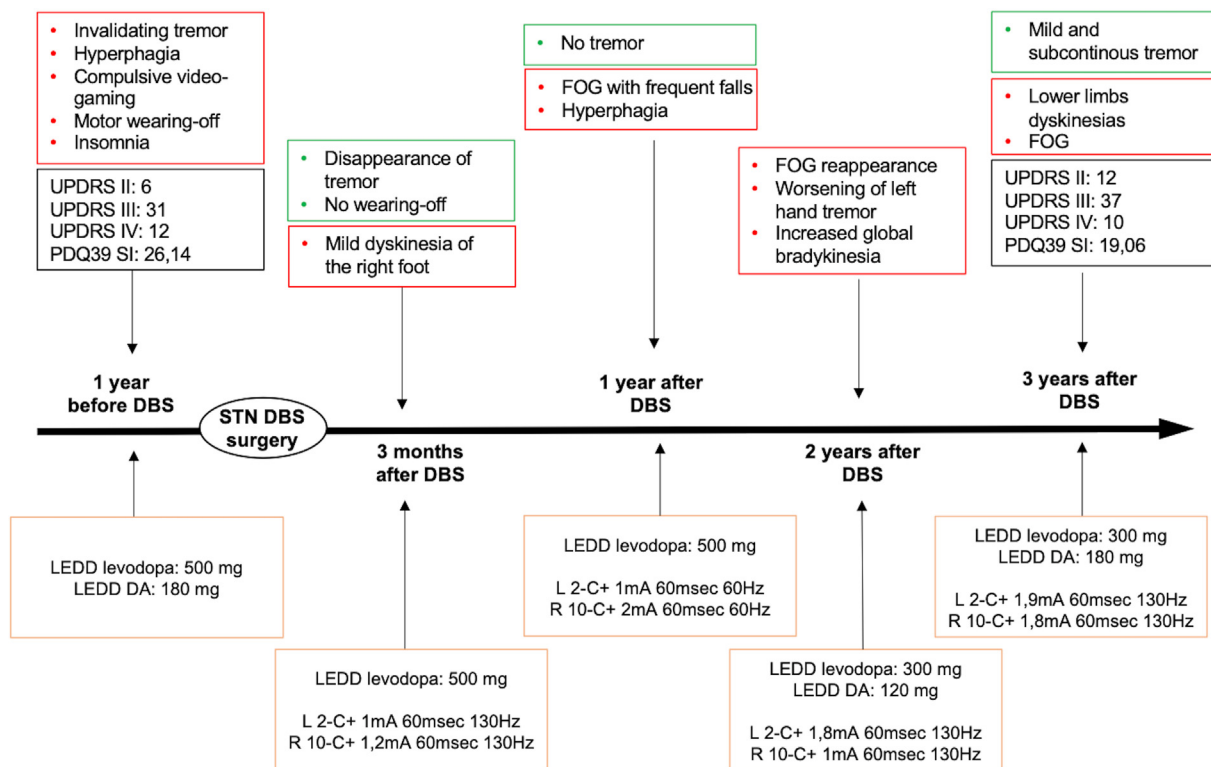 • Invalidating tremor
• Hyperphagia
• Compulsive video-
gaming
• Motor wearing-off
• Insomnia
UPDRS II: 6
UPDRS III: 31
UPDRS IV: 12
PDQ39 SI: 26,14
• Disappearance of
tremor
• No wearing-off
• Mild dyskinesia of
the right foot
• No tremor
• FOG with frequent falls
• Hyperphagia
• FOG reappearance
• Worsening of left
hand tremor
• Increased global
bradykinesia
• Mild and
subcontinous tremor
• Lower limbs
dyskinesias
• FOG
UPDRS II: 12
UPDRS III: 37
UPDRS IV: 10
PDQ39 SI: 19,06
1 year
before DBS
STN DBS
surgery
3 months
after DBS
1 year after
DBS
2 years after
DBS
3 years after
DBS
LEDD levodopa: 500 mg
LEDD DA: 180 mg
LEDD levodopa: 500 mg
L 2-C+ 1mA 60msec 130Hz
R 10-C+ 1,2mA 60msec 130Hz
LEDD levodopa: 500 mg
L 2-C+ 1mA 60msec 60Hz
R 10-C+ 2mA 60msec 60Hz
LEDD levodopa: 300 mg
LEDD DA: 120 mg
L 2-C+ 1,8mA 60msec 130Hz
R 10-C+ 1mA 60msec 130Hz
LEDD levodopa: 300 mg
LEDD DA: 180 mg
L 2-C+ 1,9mA 60msec 130Hz
R 10-C+ 1,8mA 60msec 130Hz